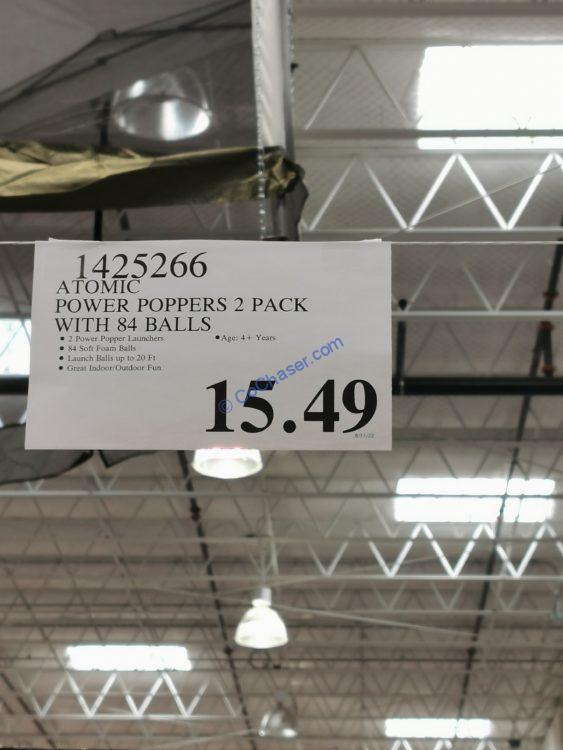 1425266
ATOMIC
POWER POPPERS 2 PACK
WITH 84 BALLS
• 2 Power Popper Launchers
• Age: 4+ Years
• 84 Soft Foam Balls
• Launch Balls up to 20 Ft
• Great Indoor/Outdoor Fun
© CoChaser.com
15.49